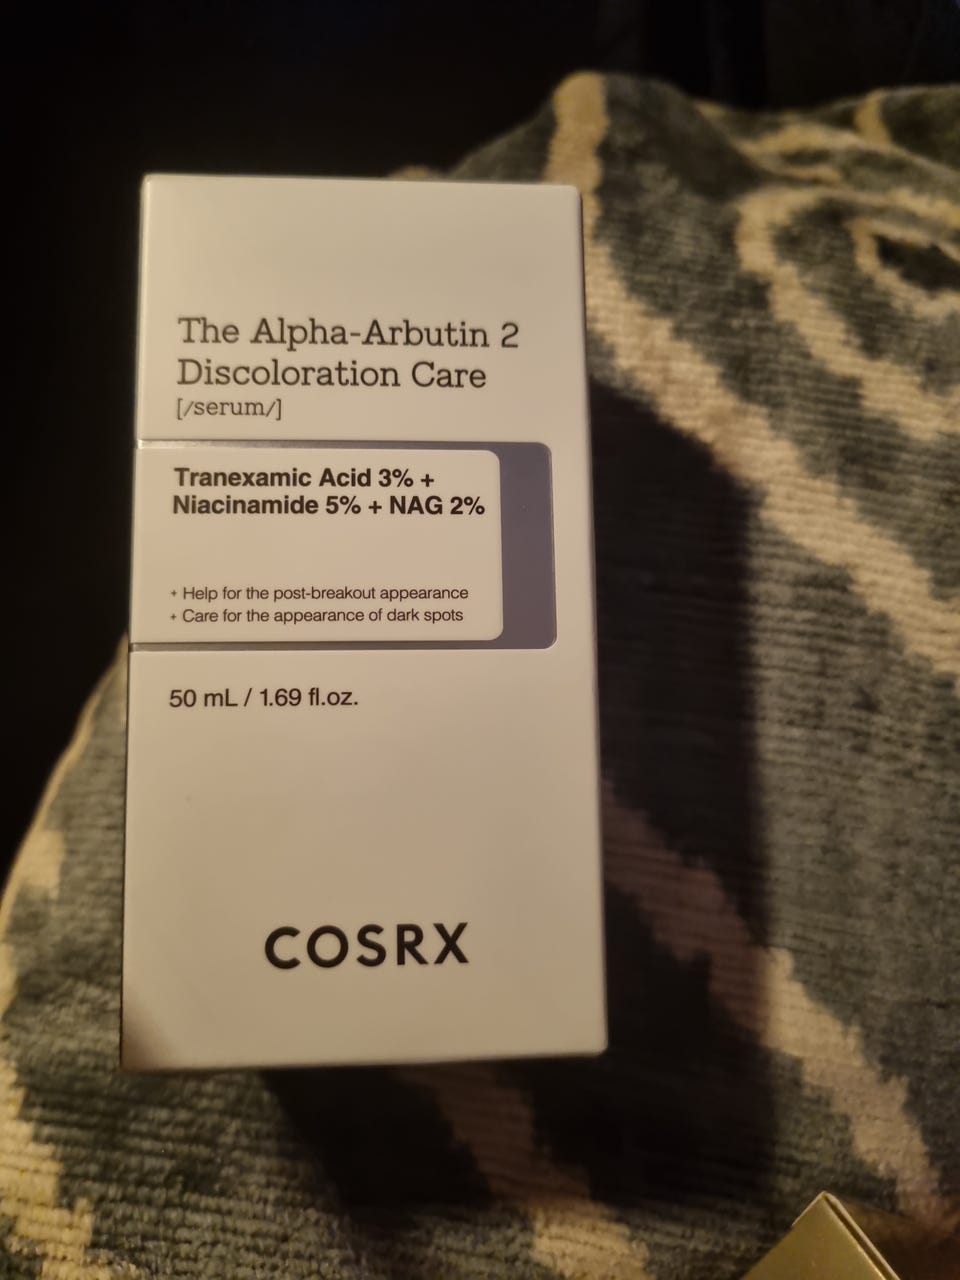 The Alpha-Arbutin 2
Discoloration Care
[/serum/]
Tranexamic Acid 3% +
Niacinamide 5% + NAG 2%
+ Help for the post-breakout appearance
+ Care for the appearance of dark spots
50 mL / 1.69 fl.oz.
COSRX